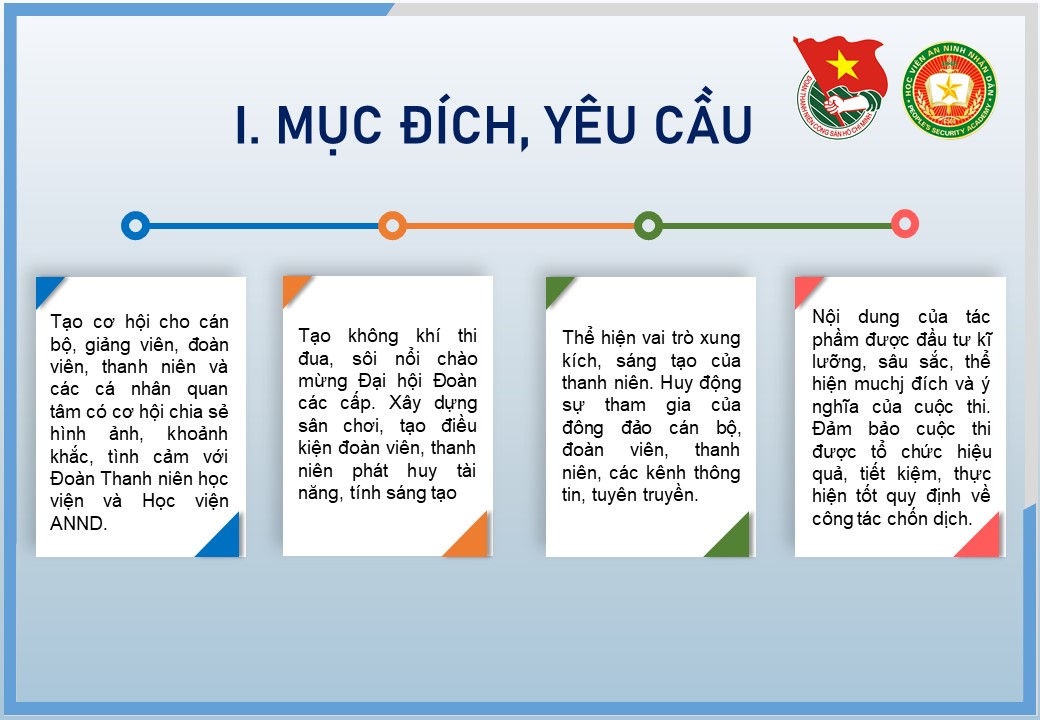 I. MỤC ĐÍCH, YÊU CẦU
ĐOÀN THANH NIÊN CỘNG SẢN HỒ CHÍ MINH
HỌC VIỆN AN NINH NHÂN DÂN
PEOPLE'S SECURITY ACADEMY
Tạo cơ hội cho cán
bộ, giảng viên, đoàn
viên, thanh niên và
các cá nhân quan
tâm có cơ hội chia sẻ
hình ảnh, khoảnh
khắc, tình cảm với
Đoàn Thanh niên học
viện và Học viện
ANND.
Tạo không khí thi
đua, sôi nổi chào
mừng Đại hội Đoàn
các cấp. Xây dựng
sân chơi, tạo điều
kiện đoàn viên, thanh
niên phát huy tài
năng, tính sáng tạo
Thể hiện vai trò xung
kích, sáng tạo của
thanh niên. Huy động
sự tham gia của
đông đảo cán bộ,
đoàn viên, thanh
niên, các kênh thông
tin, tuyên truyền.
Nội dung của tác
phầm được đầu tư kĩ
lưỡng, sâu sắc, thể
hiện muchj đích và ý
nghĩa của cuộc thi.
Đảm bảo cuộc thi
được tổ chức hiệu
quả, tiết kiệm, thực
hiện tốt quy định về
công tác chốn dịch.